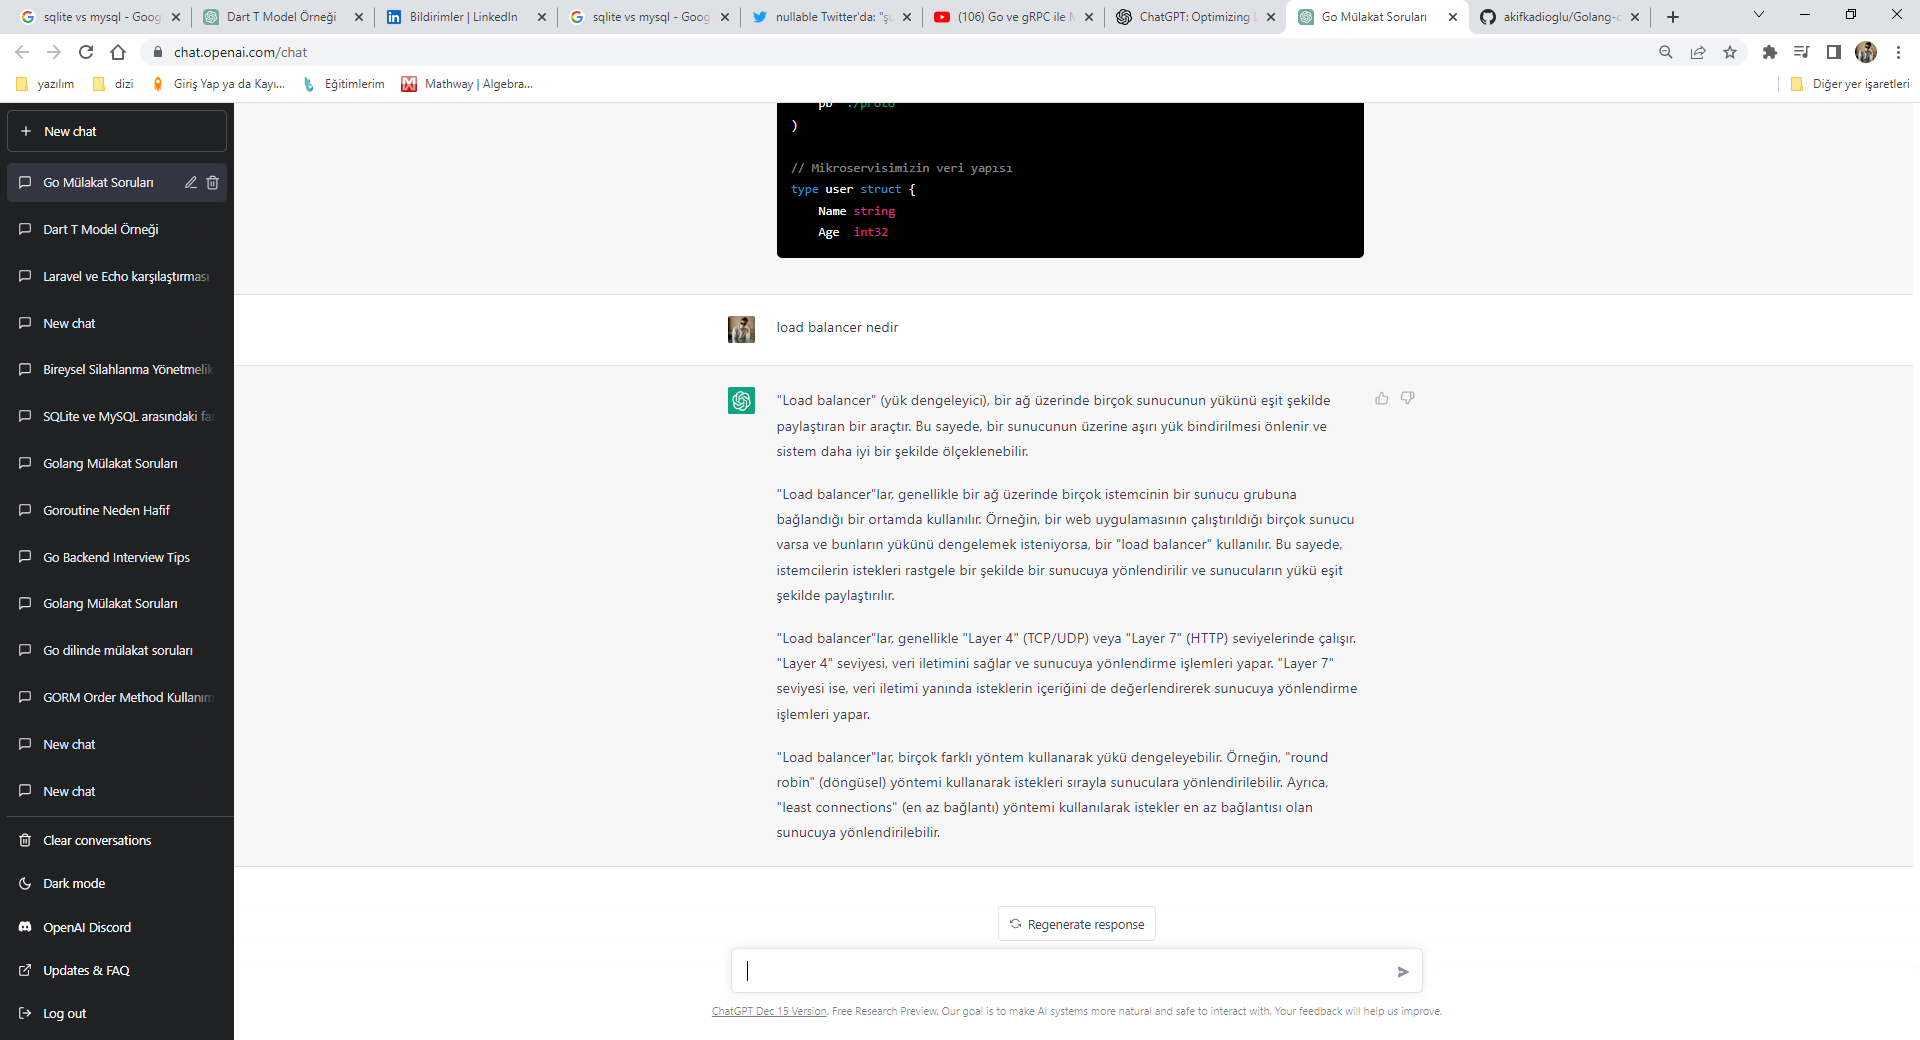 sqlite vs mysql - Goog
Dart T Model Örneği
Bildirimler | LinkedIn
sqlite vs mysql - Goog
nullable Twitter'da: "şu
(106) Go ve gRPC ile M
ChatGPT: Optimizing L
Go Mülakat Soruları
akifkadioglu/Golang-c
chat.openai.com/chat
yazılım
dizi
Giriş Yap ya da Kayı...
Eğitimlerim
Mathway | Algebra...
Diğer yer işaretleri
New chat
Go Mülakat Soruları
Dart T Model Örneği
Laravel ve Echo karşılaştırması
New chat
Bireysel Silahlanma Yönetmelik
SQLite ve MySQL arasındaki fa
Golang Mülakat Soruları
Goroutine Neden Hafif
Go Backend Interview Tips
Golang Mülakat Soruları
Go dilinde mülakat soruları
GORM Order Method Kullanım
New chat
New chat
Clear conversations
Dark mode
OpenAI Discord
Updates & FAQ
Log out
pb "./proto"
)
// Mikroservisimizin veri yapısı
type user struct {
Name string
Age int32
load balancer nedir
"Load balancer" (yük dengeleyici), bir ağ üzerinde birçok sunucunun yükünü eşit şekilde
paylaştıran bir araçtır. Bu sayede, bir sunucunun üzerine aşırı yük bindirilmesi önlenir ve
sistem daha iyi bir şekilde ölçeklenebilir.
"Load balancer"lar, genellikle bir ağ üzerinde birçok istemcinin bir sunucu grubuna
bağlandığı bir ortamda kullanılır. Örneğin, bir web uygulamasının çalıştırıldığı birçok sunucu
varsa ve bunların yükünü dengelemek isteniyorsa, bir "load balancer" kullanılır. Bu sayede,
istemcilerin istekleri rastgele bir şekilde bir sunucuya yönlendirilir ve sunucuların yükü eşit
şekilde paylaştırılır.
"Load balancer"lar, genellikle "Layer 4" (TCP/UDP) veya "Layer 7" (HTTP) seviyelerinde çalışır.
"Layer 4" seviyesi, veri iletimini sağlar ve sunucuya yönlendirme işlemleri yapar. "Layer 7"
seviyesi ise, veri iletimi yanında isteklerin içeriğini de değerlendirerek sunucuya yönlendirme
işlemleri yapar.
"Load balancer"lar, birçok farklı yöntem kullanarak yükü dengeleyebilir. Örneğin, "round
robin" (döngüsel) yöntemi kullanarak istekleri sırayla sunuculara yönlendirilebilir. Ayrıca,
"least connections" (en az bağlantı) yöntemi kullanılarak istekler en az bağlantısı olan
sunucuya yönlendirilebilir.
Regenerate response
ChatGPT Dec 15 Version. Free Research Preview. Our goal is to make AI systems more natural and safe to interact with. Your feedback will help us improve.